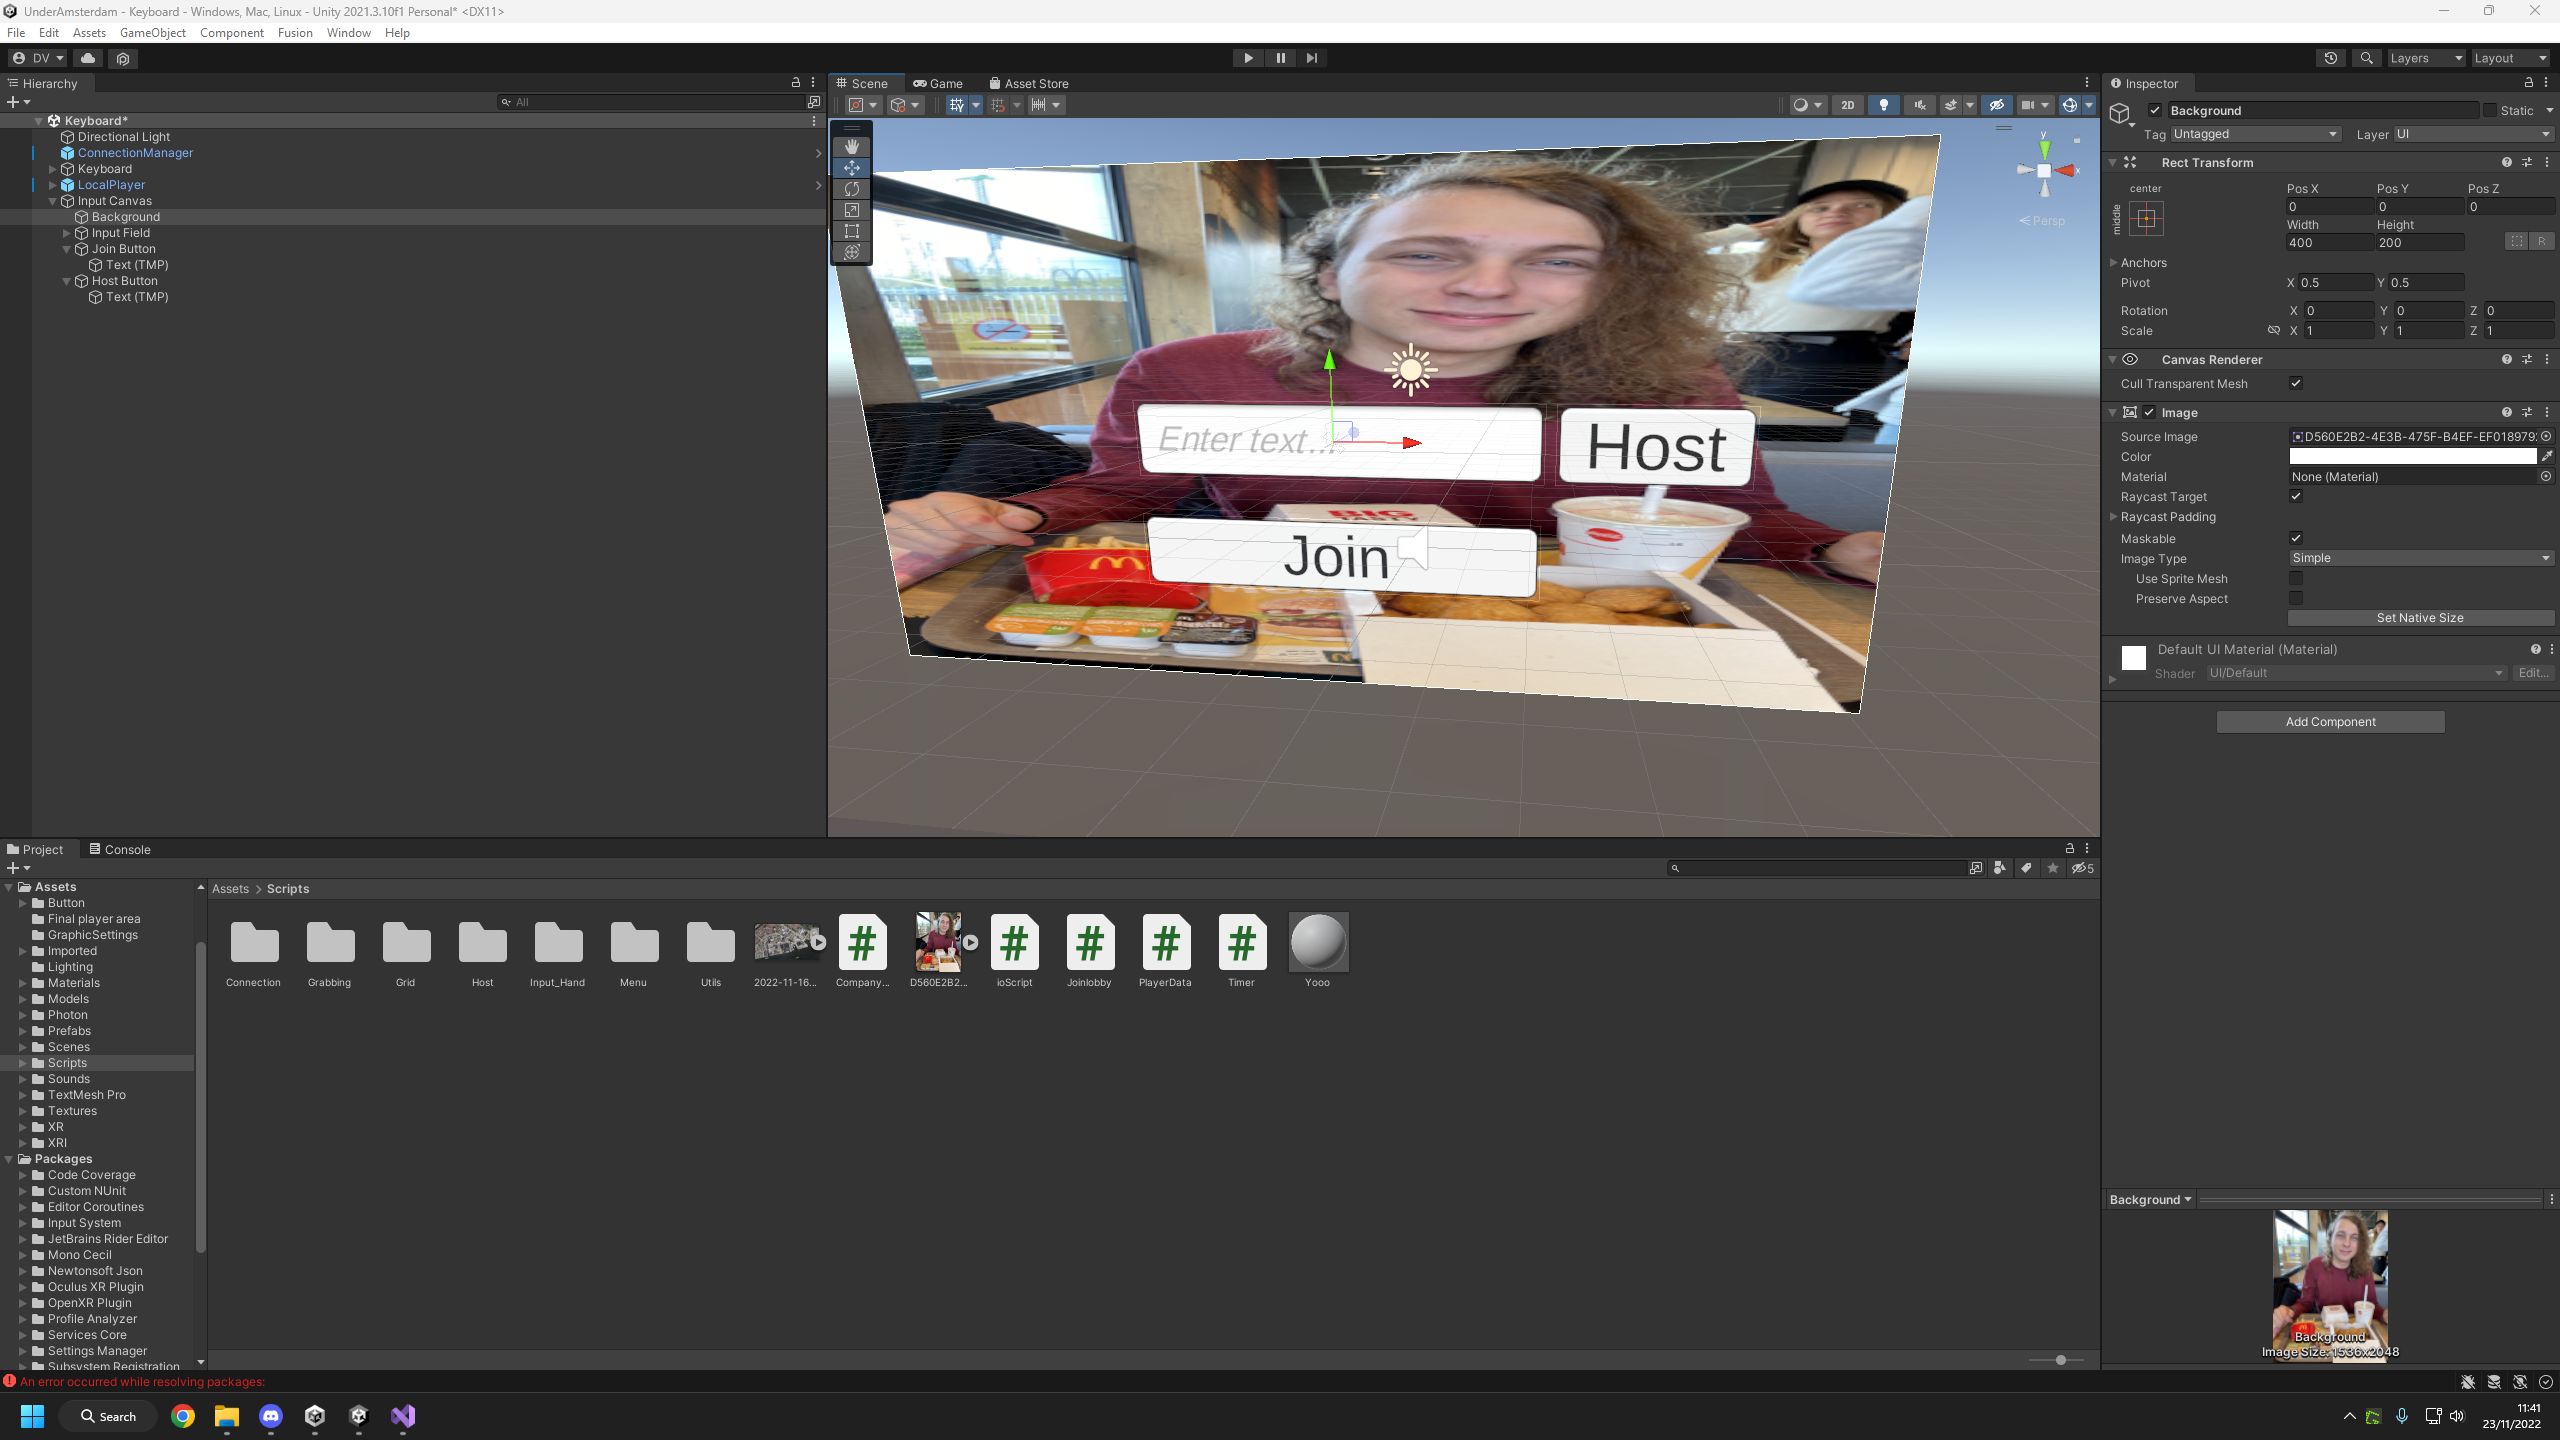 UnderAmsterdam - Keyboard - Windows, Mac, Linux - Unity 2021.3.10f1 Personal* <DX11>
File Edit Assets GameObject Component Fusion Window Help
DV
Layers Layout
Hierarchy
All
Keyboard*
Directional Light
ConnectionManager
Keyboard
LocalPlayer
Input Canvas
Background
Input Field
Join Button
Text (TMP)
Host Button
Text (TMP)
Scene Game Asset Store
2D
y
x
Persp
Enter text...
Host
BIG
Join
Inspector
Background Static
Tag Untagged Layer UI
Rect Transform
center
middle
Pos X Pos Y Pos Z
0 0 0
Width Height
400 200
R
Anchors
Pivot X 0.5 Y 0.5
Rotation X 0 Y 0 Z 0
Scale X 1 Y 1 Z 1
Canvas Renderer
Cull Transparent Mesh
Image
Source Image D560E2B2-4E3B-475F-B4EF-EF018979
Color
Material None (Material)
Raycast Target
Raycast Padding
Maskable
Image Type Simple
Use Sprite Mesh
Preserve Aspect
Set Native Size
Default UI Material (Material)
Shader UI/Default Edit...
Add Component
Project Console
5
Assets
Button
Final player area
GraphicSettings
Imported
Lighting
Materials
Models
Photon
Prefabs
Scenes
Scripts
Sounds
TextMesh Pro
Textures
XR
XRI
Packages
Code Coverage
Custom NUnit
Editor Coroutines
Input System
JetBrains Rider Editor
Mono Cecil
Newtonsoft Json
Oculus XR Plugin
OpenXR Plugin
Profile Analyzer
Services Core
Settings Manager
Subsystem Registration
Assets > Scripts
Connection Grabbing Grid Host Input_Hand Menu Utils 2022-11-16... Company... D560E2B2... ioScript Joinlobby PlayerData Timer Yooo
Background
Background
Image Size: 1536x2048
An error occurred while resolving packages:
Search
11:41
23/11/2022